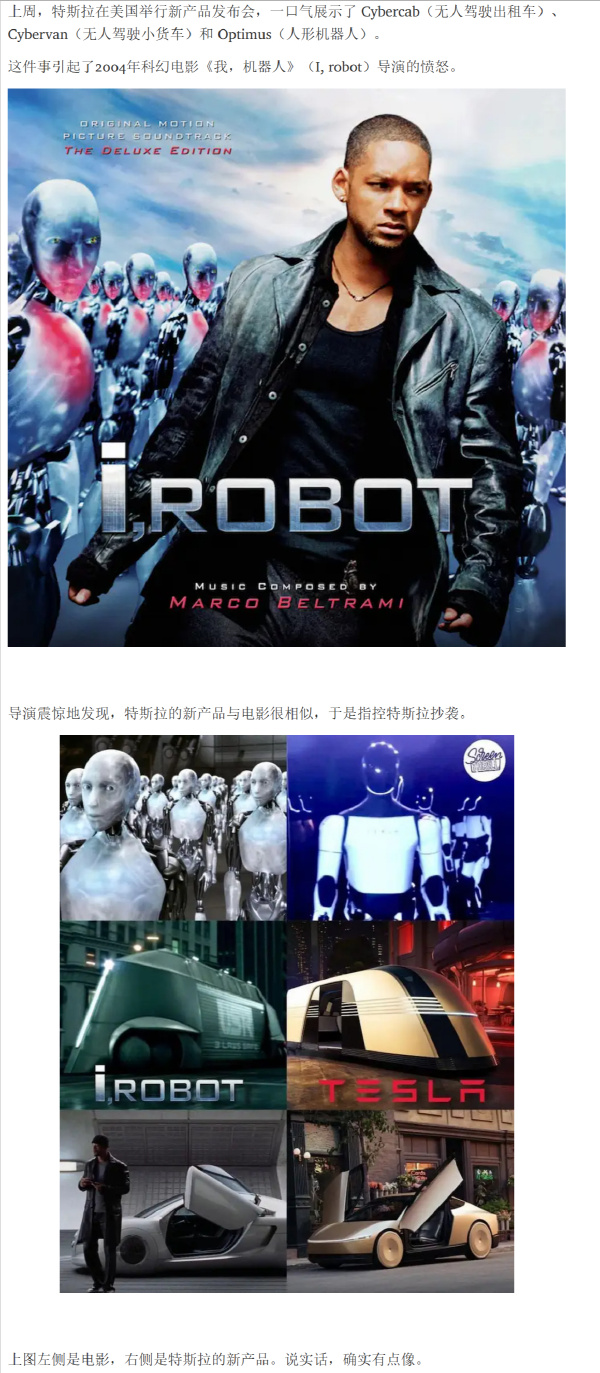 上周，特斯拉在美国举行新产品发布会，一口气展示了 Cybercab（无人驾驶出租车）、
Cybervan（无人驾驶小货车）和 Optimus（人形机器人）。
这件事引起了2004年科幻电影《我，机器人》（I, robot）导演的愤怒。
ORIGINAL MOTION
PICTURE SOUNDTRACK
THE DELUXE EDITION
i,ROBOT
MUSIC COMPOSED BY
MARCO BELTRAMI
导演震惊地发现，特斯拉的新产品与电影很相似，于是指控特斯拉抄袭。
Screen
i,ROBOT
TESLA
上图左侧是电影，右侧是特斯拉的新产品。说实话，确实有点像。